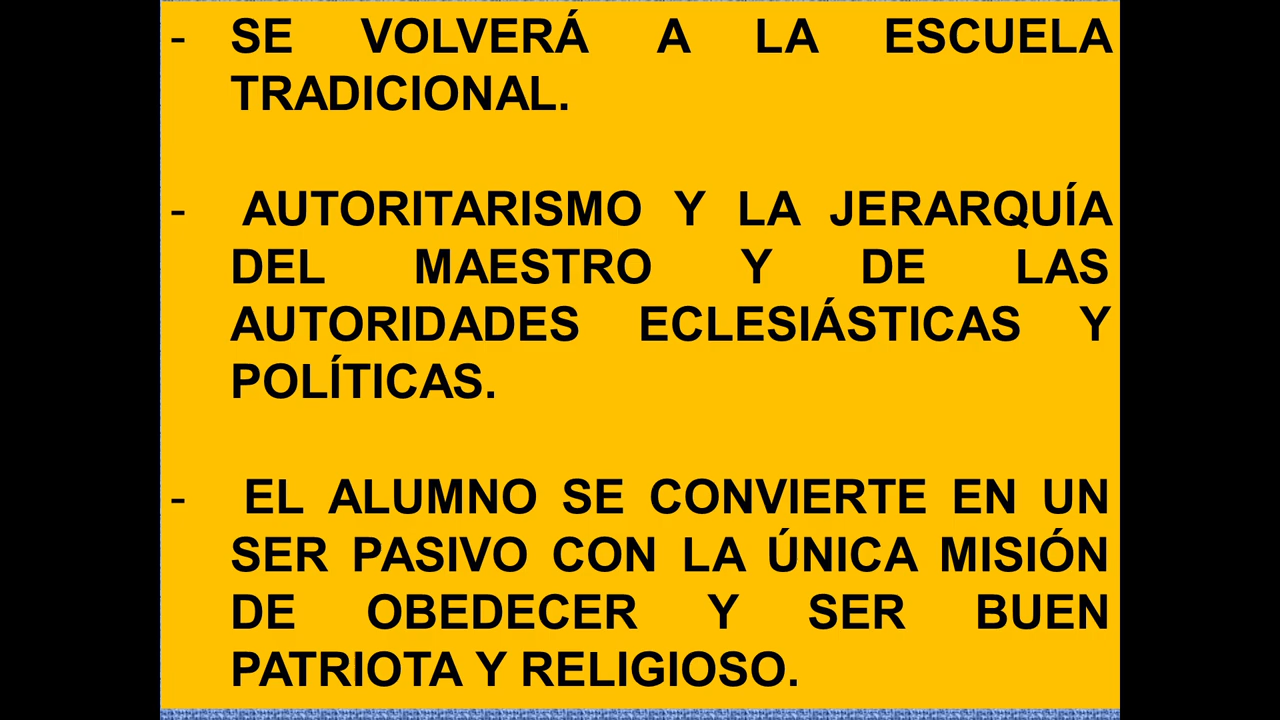 - SE VOLVERÁ A LA ESCUELA
TRADICIONAL.
- AUTORITARISMO Y LA JERARQUÍA
DEL MAESTRO Y DE LAS
AUTORIDADES ECLESIÁSTICAS Y
POLÍTICAS.
- EL ALUMNO SE CONVIERTE EN UN
SER PASIVO CON LA ÚNICA MISIÓN
DE OBEDECER Y SER BUEN
PATRIOTA Y RELIGIOSO.